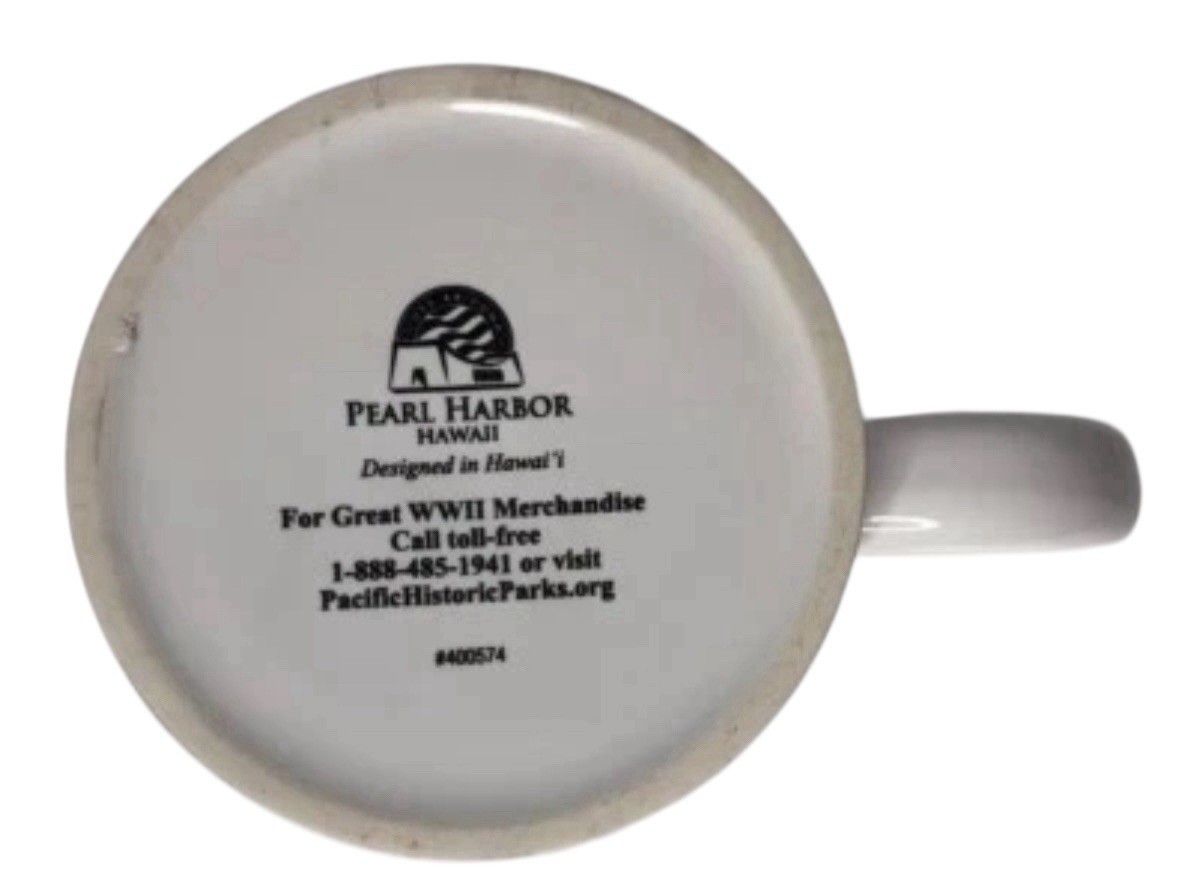 PEARL HARBOR
HAWAII
Designed in Hawai‘i
For Great WWII Merchandise
Call toll-free
1-888-485-1941 or visit
PacificHistoricParks.org
#400574